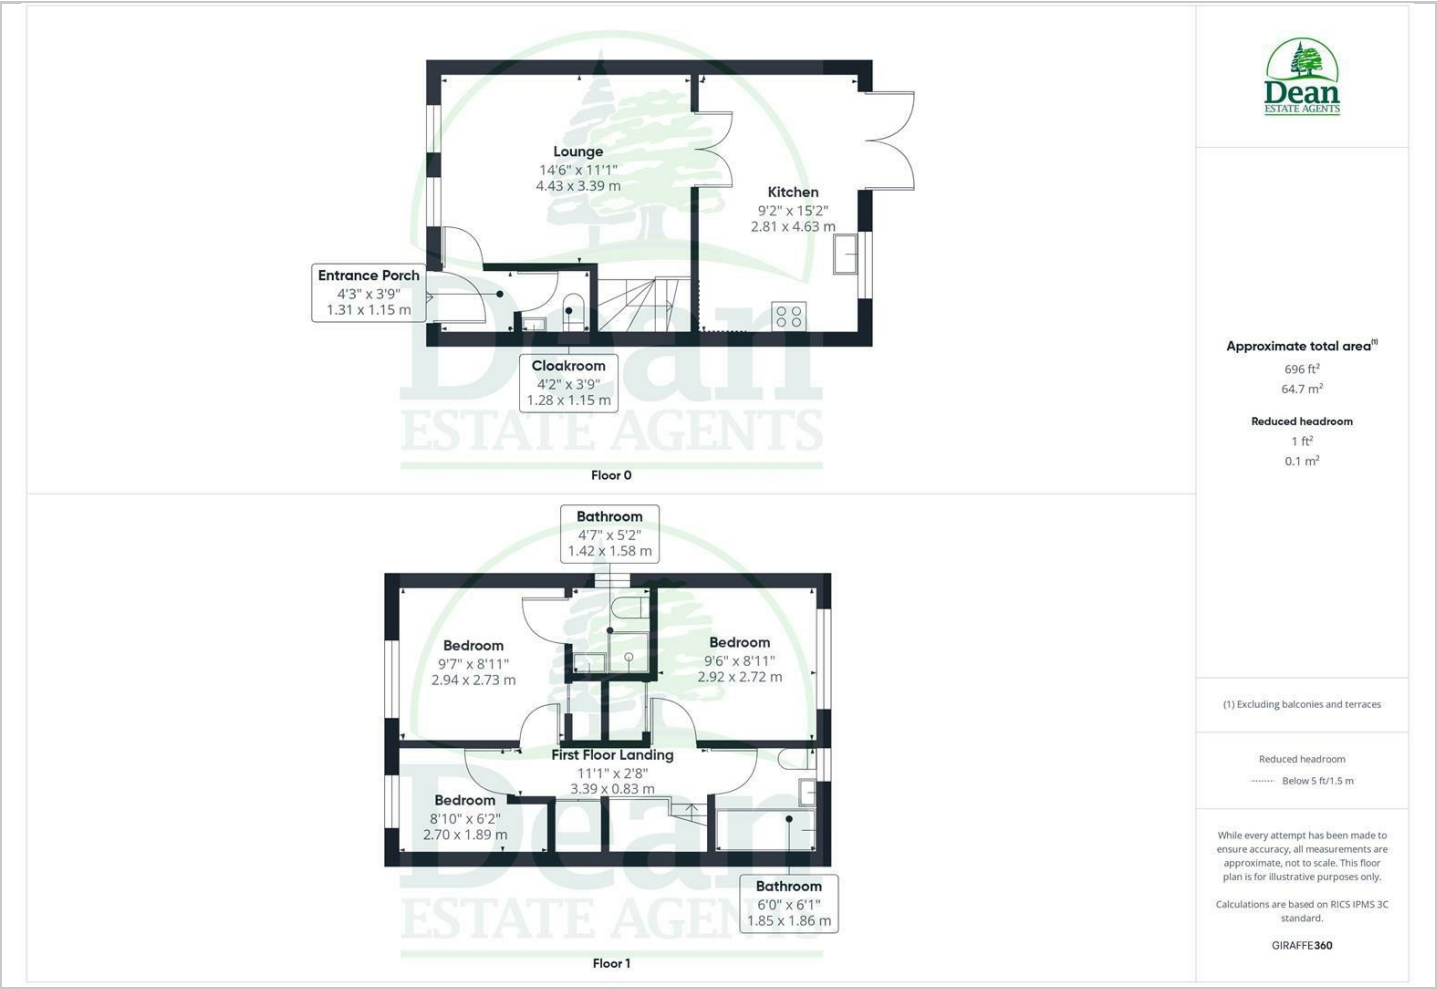 Lounge
14'6" x 11'1"
4.43 x 3.39 m
Kitchen
9'2" x 15'2"
2.81 x 4.63 m
Entrance Porch
4'3" x 3'9"
1.31 x 1.15 m
Cloakroom
4'2" x 3'9"
1.28 x 1.15 m
Dean
ESTATE AGENTS
Floor 0
Bathroom
4'7" x 5'2"
1.42 x 1.58 m
Bedroom
9'7" x 8'11"
2.94 x 2.73 m
Bedroom
9'6" x 8'11"
2.92 x 2.72 m
First Floor Landing
11'1" x 2'8"
3.39 x 0.83 m
Bedroom
8'10" x 6'2"
2.70 x 1.89 m
Bathroom
6'0" x 6'1"
1.85 x 1.86 m
Dean
ESTATE AGENTS
Floor 1
Dean
ESTATE AGENTS
Approximate total area(1)
696 ft²
64.7 m²
Reduced headroom
1 ft²
0.1 m²
(1) Excluding balconies and terraces
Reduced headroom
Below 5 ft/1.5 m
While every attempt has been made to
ensure accuracy, all measurements are
approximate, not to scale. This floor
plan is for illustrative purposes only.
Calculations are based on RICS IPMS 3C
standard.
GIRAFFE360